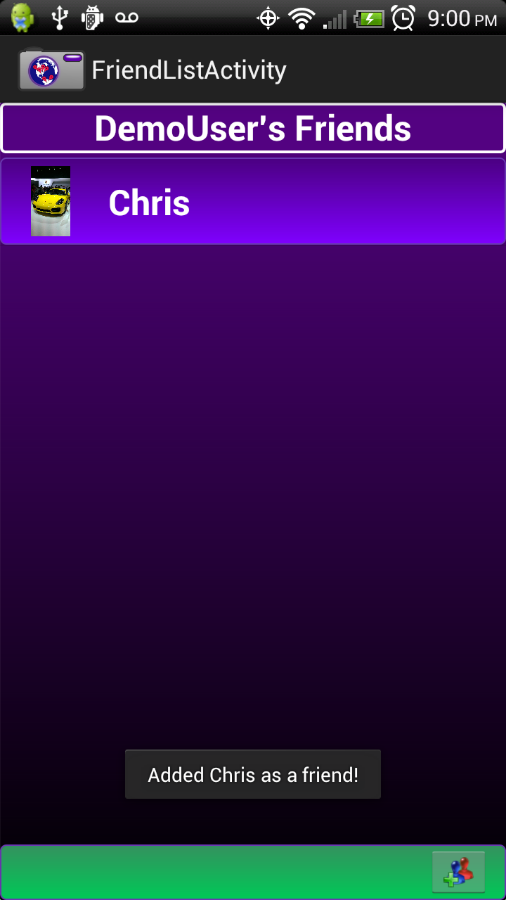 9:00 PM
FriendListActivity
DemoUser's Friends
Chris
Added Chris as a friend!